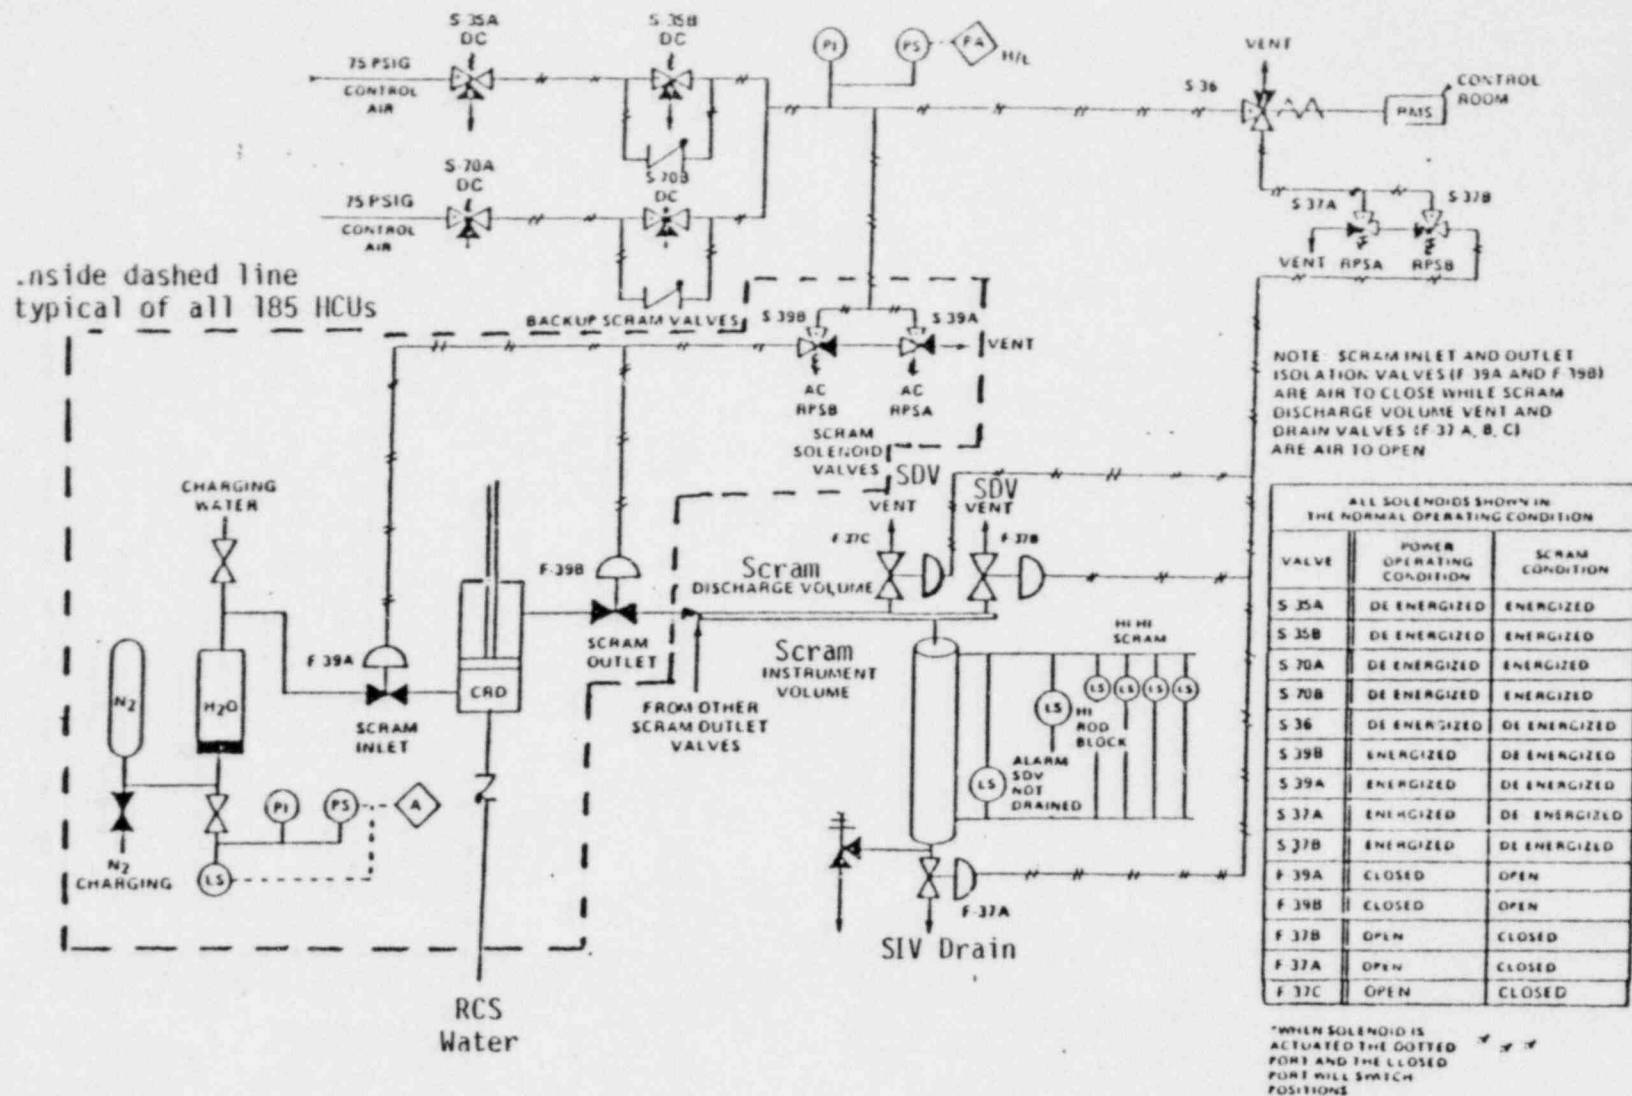 S-35A
DC
S-35B
DC
75 PSIG
CONTROL
AIR
PI
PS
PA
H/L
VENT
S-36
CONTROL
ROOM
RMS
S-70A
DC
S-70B
DC
75 PSIG
CONTROL
AIR
S-37A
S-37B
VENT
RPSA
RPSB
.nside dashed line
typical of all 185 HCUs
BACKUP SCRAM VALVES
S-39B
S-39A
VENT
AC
RPSB
AC
RPSA
SCRAM
SOLENOID
VALVES
NOTE: SCRAM INLET AND OUTLET
ISOLATION VALVES (F-39A AND F-39B)
ARE AIR TO CLOSE WHILE SCRAM
DISCHARGE VOLUME VENT AND
DRAIN VALVES (F-37 A, B, C)
ARE AIR TO OPEN
SDV
VENT
SDV
VENT
F-37C
F-37B
CHARGING
WATER
F-39B
Scram
DISCHARGE VOLUME
SCRAM
OUTLET
F-39A
SCRAM
INLET
CRD
N2
H2O
FROM OTHER
SCRAM OUTLET
VALVES
Scram
INSTRUMENT
VOLUME
HI HI
SCRAM
LS
LS
LS
LS
LS
HI
ROD
BLOCK
LS
ALARM
SDV
NOT
DRAINED
PI
PS
A
LS
N2
CHARGING
F-37A
SIV Drain
RCS
Water
ALL SOLENOIDS SHOWN IN
THE NORMAL OPERATING CONDITION
VALVE
POWER
OPERATING
CONDITION
SCRAM
CONDITION
S 35A DE ENERGIZED ENERGIZED
S 35B DE ENERGIZED ENERGIZED
S 70A DE ENERGIZED ENERGIZED
S 70B DE ENERGIZED ENERGIZED
S 36 DE ENERGIZED DE ENERGIZED
S 39B ENERGIZED DE ENERGIZED
S 39A ENERGIZED DE ENERGIZED
S 37A ENERGIZED DE ENERGIZED
S 37B ENERGIZED DE ENERGIZED
F 39A CLOSED OPEN
F 39B CLOSED OPEN
F 37B OPEN CLOSED
F 37A OPEN CLOSED
F 37C OPEN CLOSED
*WHEN SOLENOID IS
ACTUATED THE DOTTED
PORT AND THE CLOSED
PORT WILL SWITCH
POSITIONS